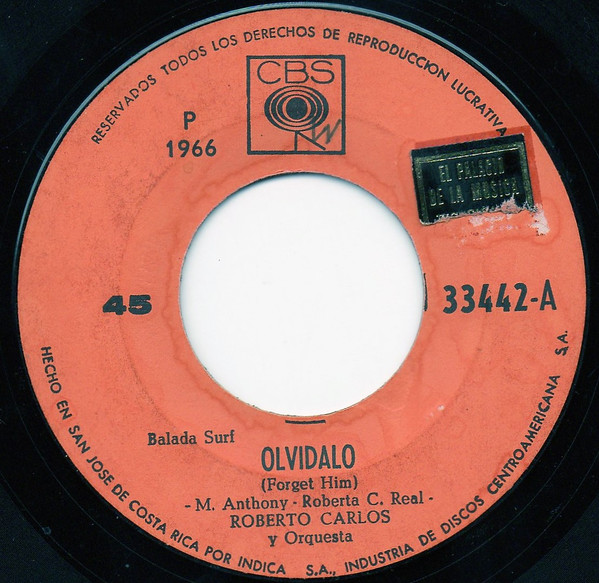 RESERVADOS TODOS LOS DERECHOS DE REPRODUCCION LUCRATIVA
CBS
P
1966
EL PALACIO
DE LA MUSICA
45
33442-A
Balada Surf
OLVIDALO
(Forget Him)
- M. Anthony - Roberta C. Real -
ROBERTO CARLOS
y Orquesta
HECHO EN SAN JOSE DE COSTA RICA POR INDICA S.A., INDUSTRIA DE DISCOS CENTROAMERICANA S.A.